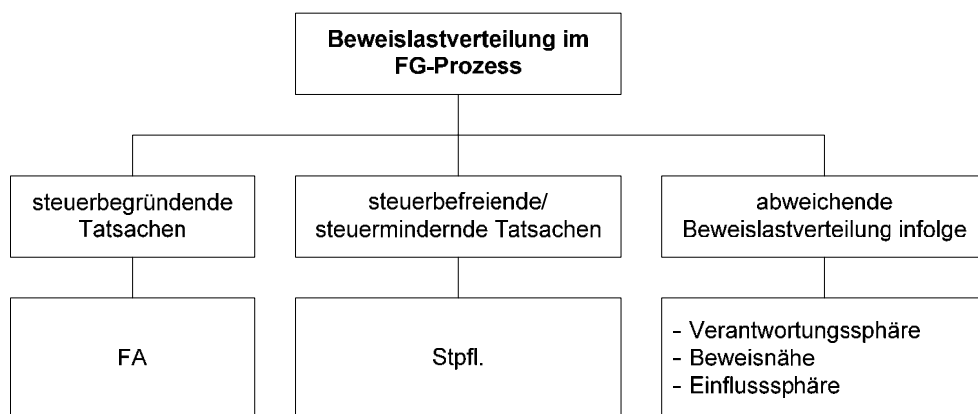 Beweislastverteilung im
FG-Prozess
steuerbegründende
Tatsachen
steuerbefreiende/
steuermindernde Tatsachen
abweichende
Beweislastverteilung infolge
FA
Stpfl.
- Verantwortungssphäre
- Beweisnähe
- Einflusssphäre